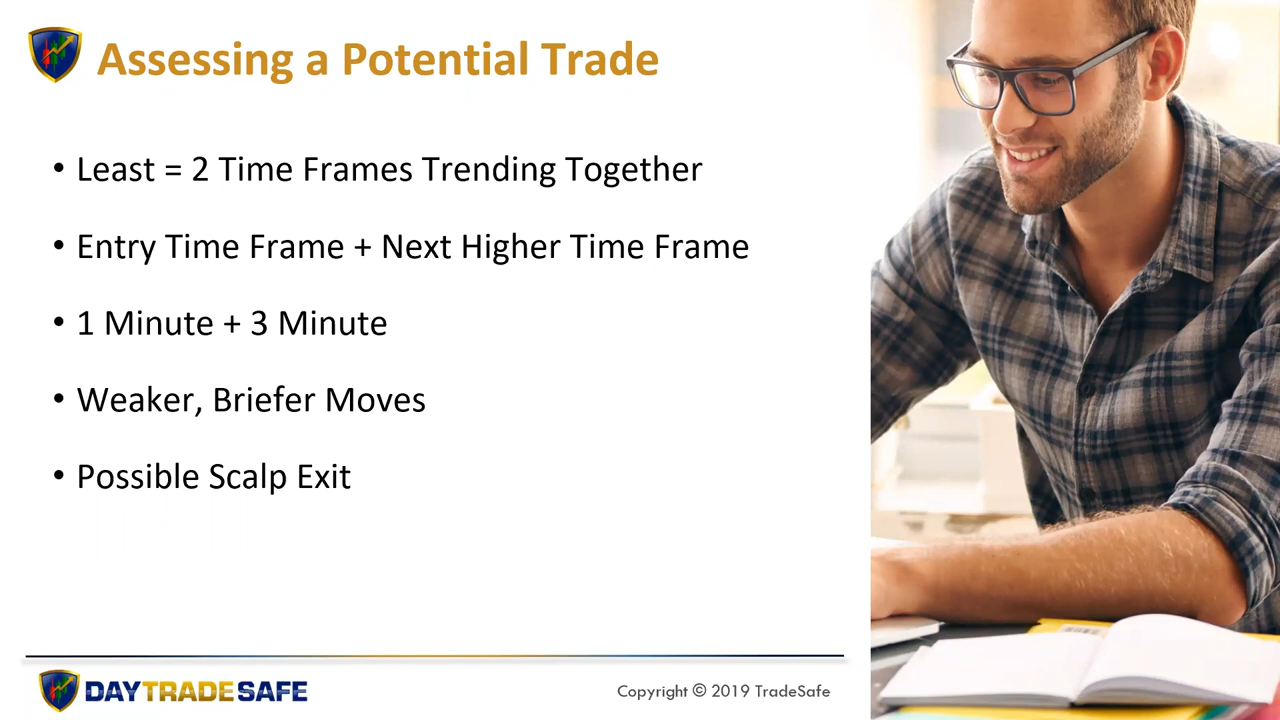 Assessing a Potential Trade
• Least = 2 Time Frames Trending Together
• Entry Time Frame + Next Higher Time Frame
• 1 Minute + 3 Minute
• Weaker, Briefer Moves
• Possible Scalp Exit
DAYTRADESAFE
Copyright © 2019 TradeSafe